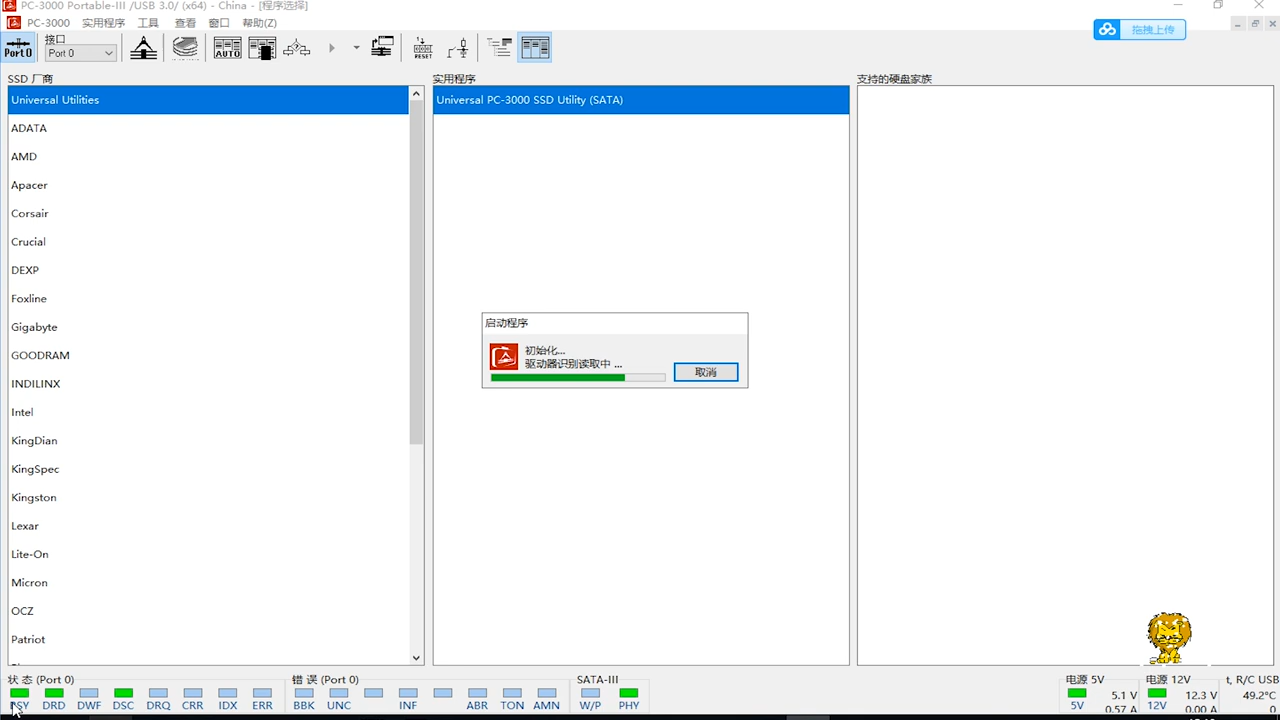 PC-3000 Portable-III /USB 3.0/ (x64) - China - [程序选择]
PC-3000 实用程序 工具 查看 窗口 帮助(Z)
拖拽上传
Port0
接口
Port 0
AUTO
RESET
SSD 厂商
实用程序
支持的硬盘家族
Universal Utilities
Universal PC-3000 SSD Utility (SATA)
ADATA
AMD
Apacer
Corsair
Crucial
DEXP
Foxline
Gigabyte
GOODRAM
INDILINX
Intel
KingDian
KingSpec
Kingston
Lexar
Lite-On
Micron
OCZ
Patriot
启动程序
初始化...
驱动器识别读取中 ...
取消
状 态 (Port 0)
BSY DRD DWF DSC DRQ CRR IDX ERR
错 误 (Port 0)
BBK UNC INF ABR TON AMN
SATA-III
W/P PHY
电源 5V
5V 5.1 V
0.57 A
电源 12V
12V 12.3 V
0.00 A
t, R/C USB
49.2°C
0